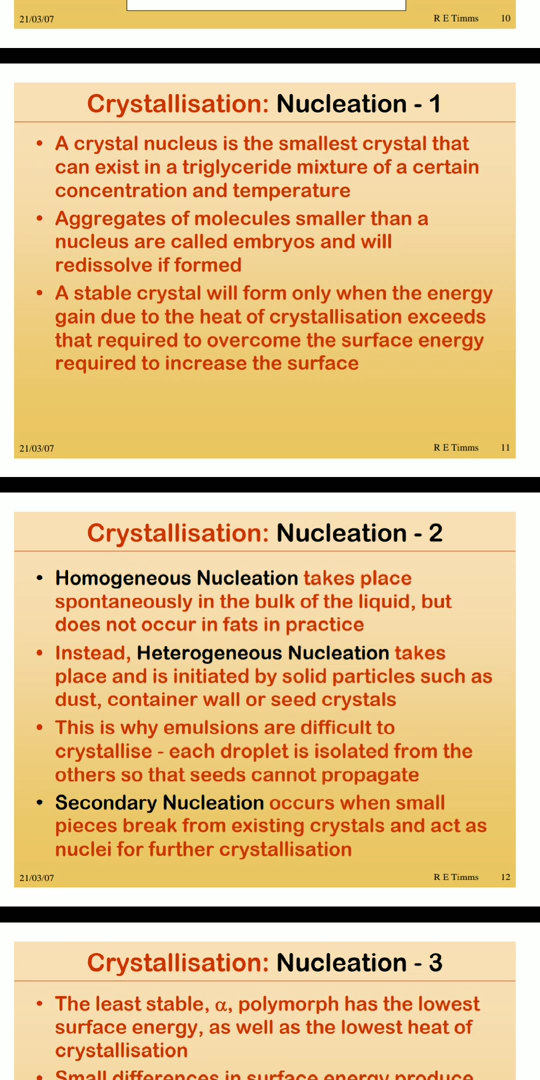 21/03/07 R E Timms 10
Crystallisation: Nucleation - 1
• A crystal nucleus is the smallest crystal that
can exist in a triglyceride mixture of a certain
concentration and temperature
• Aggregates of molecules smaller than a
nucleus are called embryos and will
redissolve if formed
• A stable crystal will form only when the energy
gain due to the heat of crystallisation exceeds
that required to overcome the surface energy
required to increase the surface
21/03/07 R E Timms 11
Crystallisation: Nucleation - 2
• Homogeneous Nucleation takes place
spontaneously in the bulk of the liquid, but
does not occur in fats in practice
• Instead, Heterogeneous Nucleation takes
place and is initiated by solid particles such as
dust, container wall or seed crystals
• This is why emulsions are difficult to
crystallise - each droplet is isolated from the
others so that seeds cannot propagate
• Secondary Nucleation occurs when small
pieces break from existing crystals and act as
nuclei for further crystallisation
21/03/07 R E Timms 12
Crystallisation: Nucleation - 3
• The least stable, α, polymorph has the lowest
surface energy, as well as the lowest heat of
crystallisation
• Small differences in surface energy produce